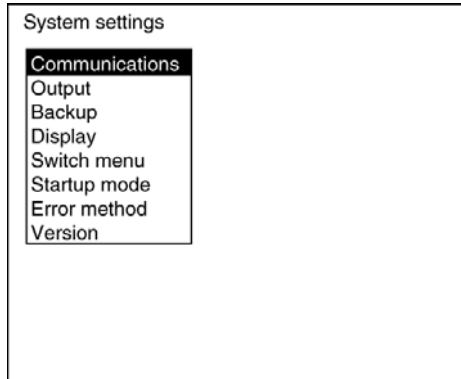 System settings
Communications
Output
Backup
Display
Switch menu
Startup mode
Error method
Version